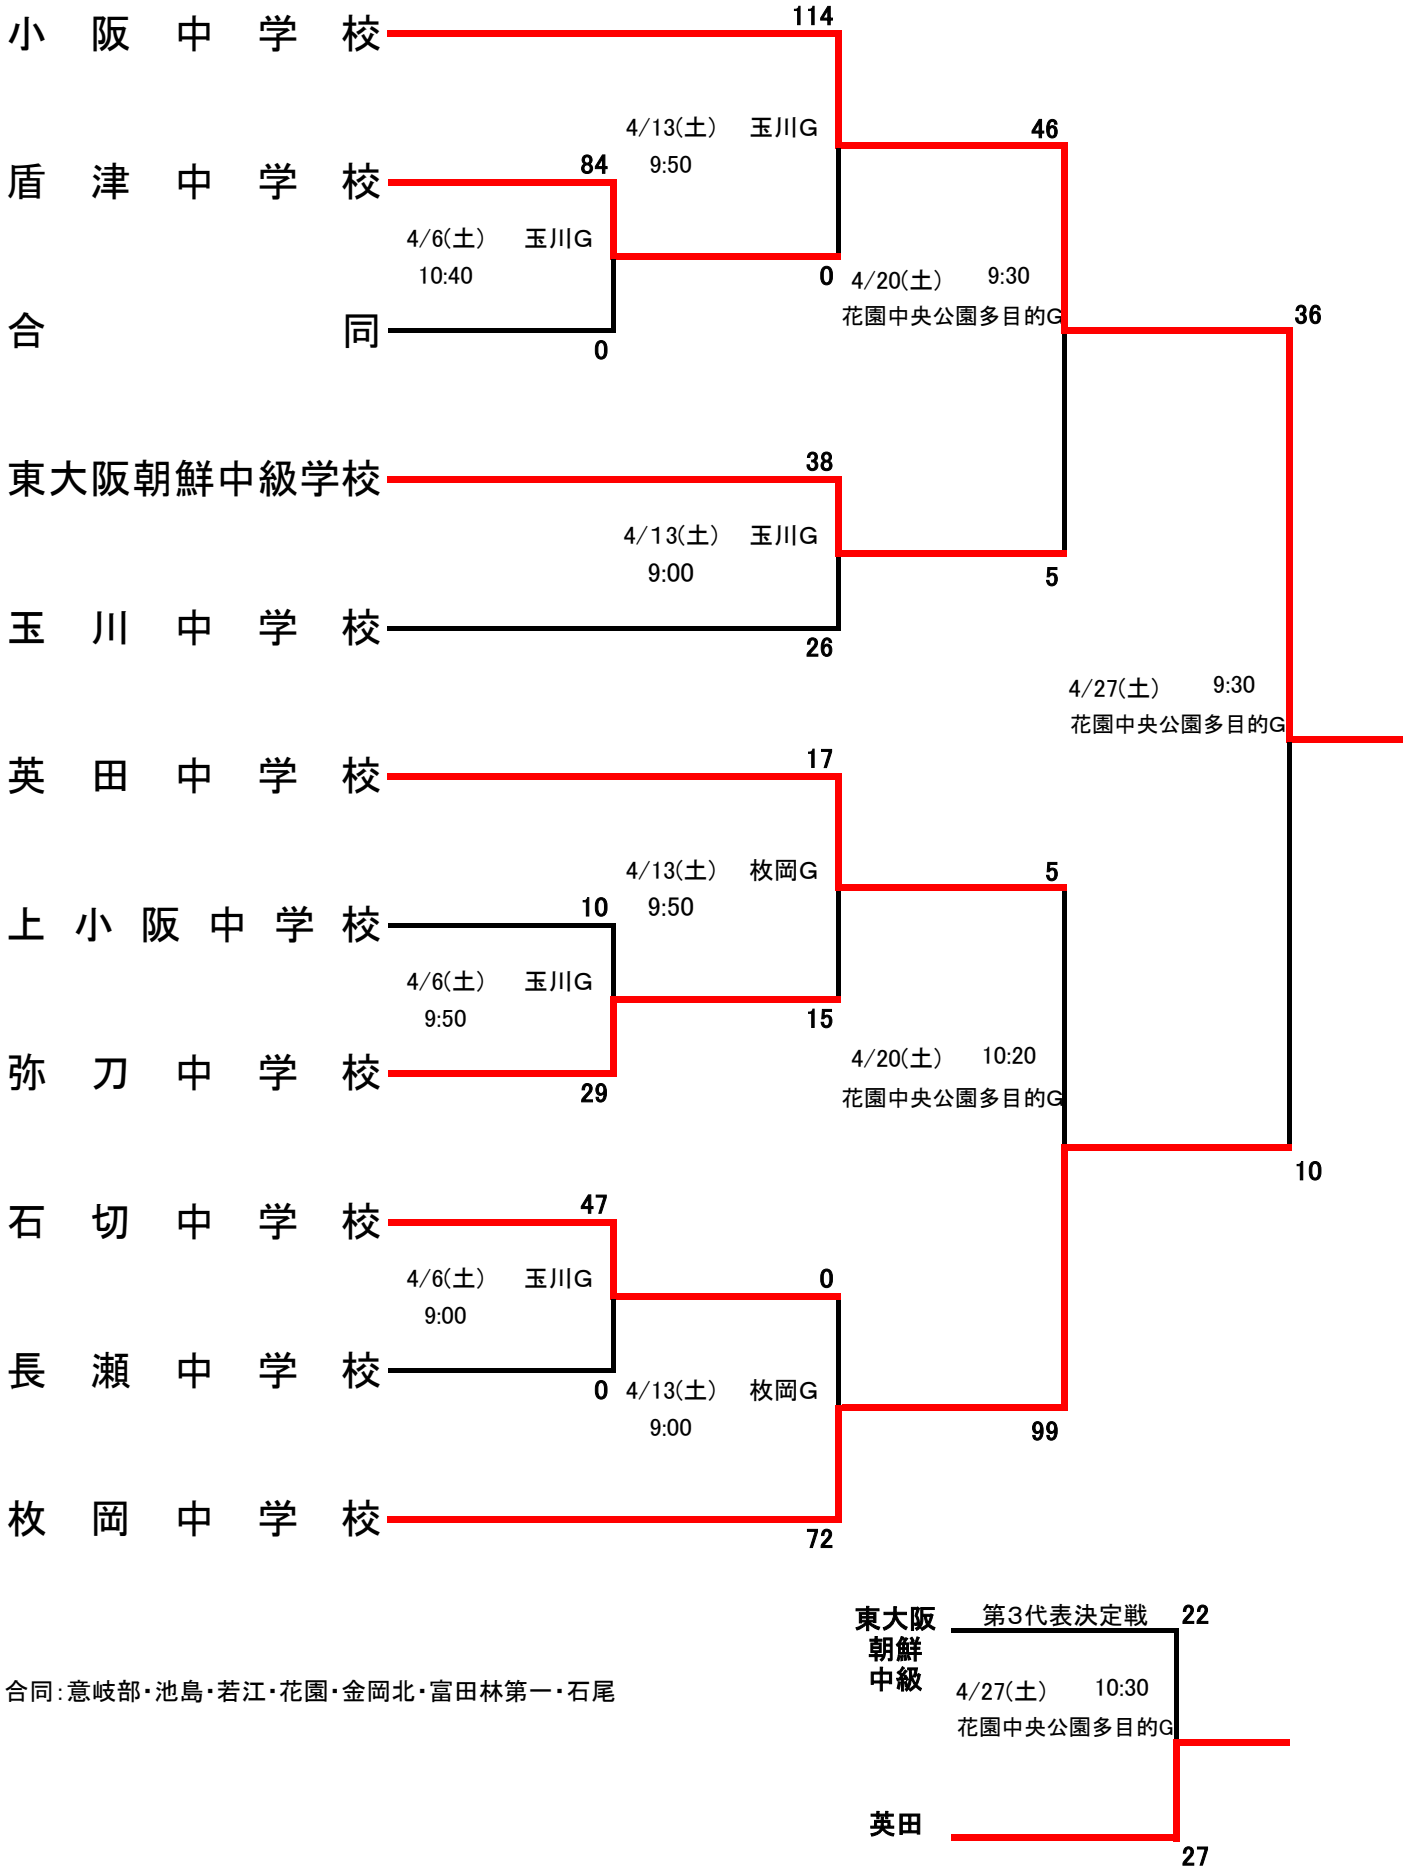 114
小阪中学校
4/13(土) 玉川G
46
84
9:50
盾津中学校
4/6(土) 玉川G
10:40
0
4/20(土) 9:30
花園中央公園多目的G
36
合同
0
38
東大阪朝鮮中級学校
4/13(土) 玉川G
9:00
5
玉川中学校
26
4/27(土) 9:30
花園中央公園多目的G
17
英田中学校
4/13(土) 枚岡G
5
10
9:50
上小阪中学校
4/6(土) 玉川G
9:50
15
4/20(土) 10:20
弥刀中学校
29
花園中央公園多目的G
10
47
石切中学校
4/6(土) 玉川G
0
9:00
長瀬中学校
0
4/13(土) 枚岡G
9:00
99
枚岡中学校
72
東大阪
朝鮮
中級
第3代表決定戦
22
合同:意岐部・池島・若江・花園・金岡北・富田林第一・石尾
4/27(土) 10:30
花園中央公園多目的G
英田
27